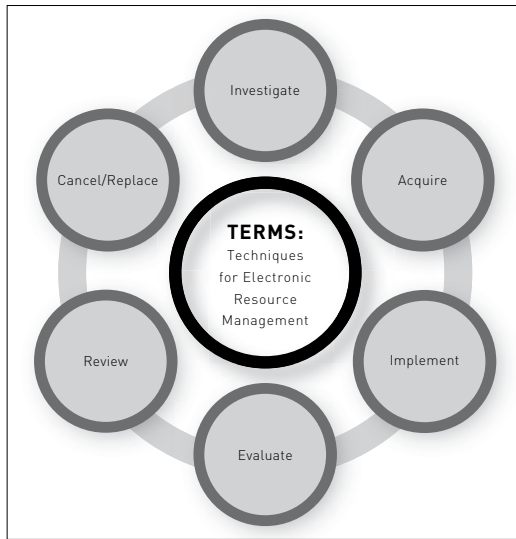 Investigate
Acquire
Implement
Evaluate
Review
Cancel/Replace
TERMS:
Techniques
for Electronic
Resource
Management